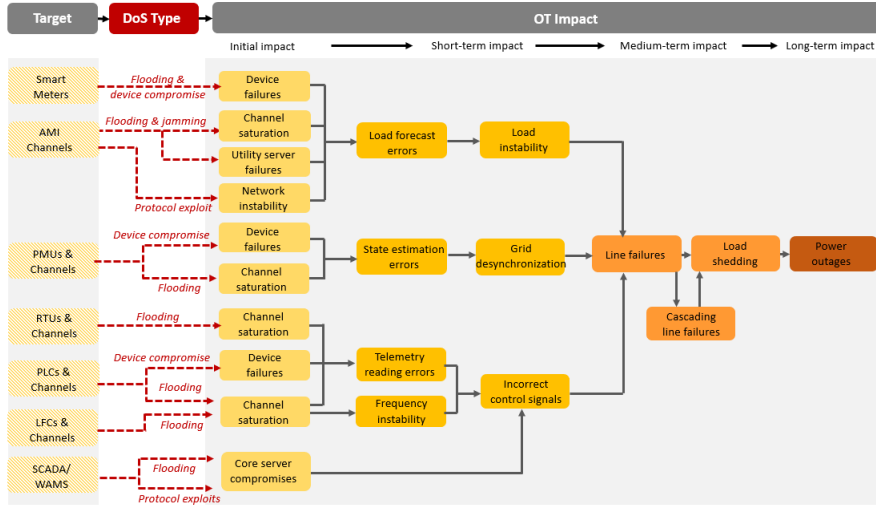 Target
DoS Type
OT Impact
Initial impact
Short-term impact
Medium-term impact
Long-term impact
Smart
Meters
Flooding &
device compromise
Device
failures
AMI
Channels
Flooding & jamming
Channel
saturation
Utility server
failures
Protocol exploit
Network
instability
Load forecast
errors
Load
instability
PMUs &
Channels
Device compromise
Flooding
Device
failures
Channel
saturation
State estimation
errors
Grid
desynchronization
Line failures
Load
shedding
Power
outages
Cascading
line failures
RTUs &
Channels
Flooding
Channel
saturation
PLCs &
Channels
Device compromise
Flooding
Device
failures
Telemetry
reading errors
LFCs &
Channels
Flooding
Channel
saturation
Frequency
instability
Incorrect
control signals
SCADA/
WAMS
Flooding
Protocol exploits
Core server
compromises